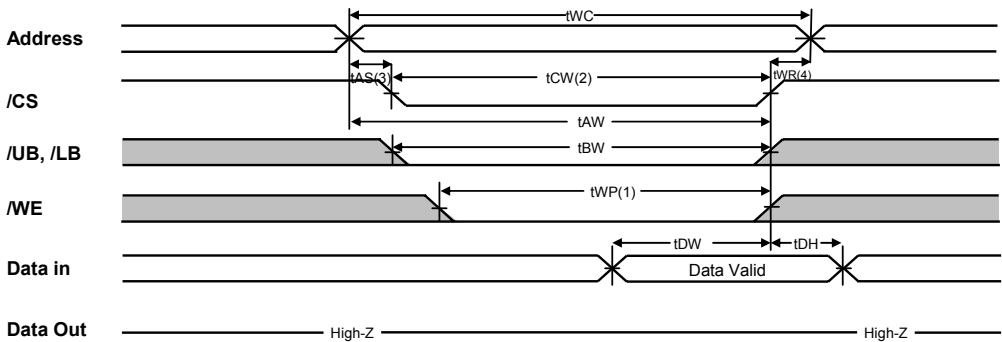 tWC
Address
tAS(3)
tCW(2)
tWR(4)
/CS
tAW
/UB, /LB
tBW
/WE
tWP(1)
tDW
tDH
Data in
Data Valid
Data Out
High-Z
High-Z